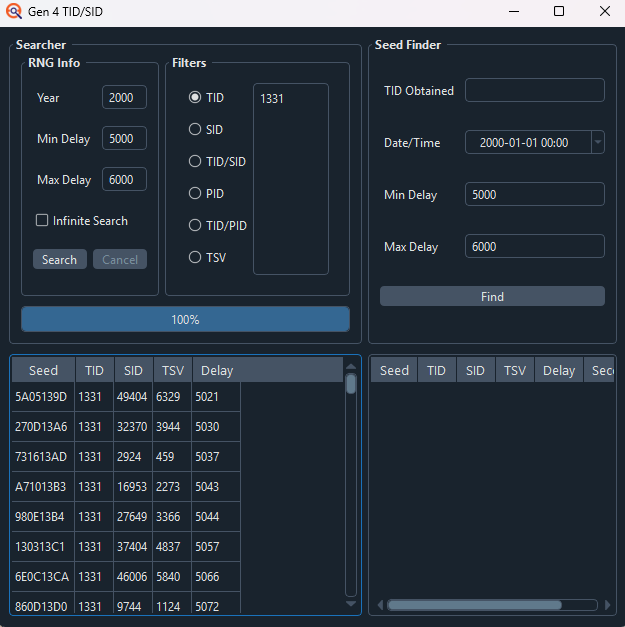 Gen 4 TID/SID
Searcher
RNG Info
Year 2000
Min Delay 5000
Max Delay 6000
Infinite Search
Search Cancel
Filters
TID
SID
TID/SID
PID
TID/PID
TSV
1331
100%
Seed Finder
TID Obtained
Date/Time 2000-01-01 00:00
Min Delay 5000
Max Delay 6000
Find
Seed TID SID TSV Delay
5A05139D 1331 49404 6329 5021
270D13A6 1331 32370 3944 5030
731613AD 1331 2924 459 5037
A71013B3 1331 16953 2273 5043
980E13B4 1331 27649 3366 5044
130313C1 1331 37404 4837 5057
6E0C13CA 1331 46006 5840 5066
860D13D0 1331 9744 1124 5072
Seed TID SID TSV Delay Sec